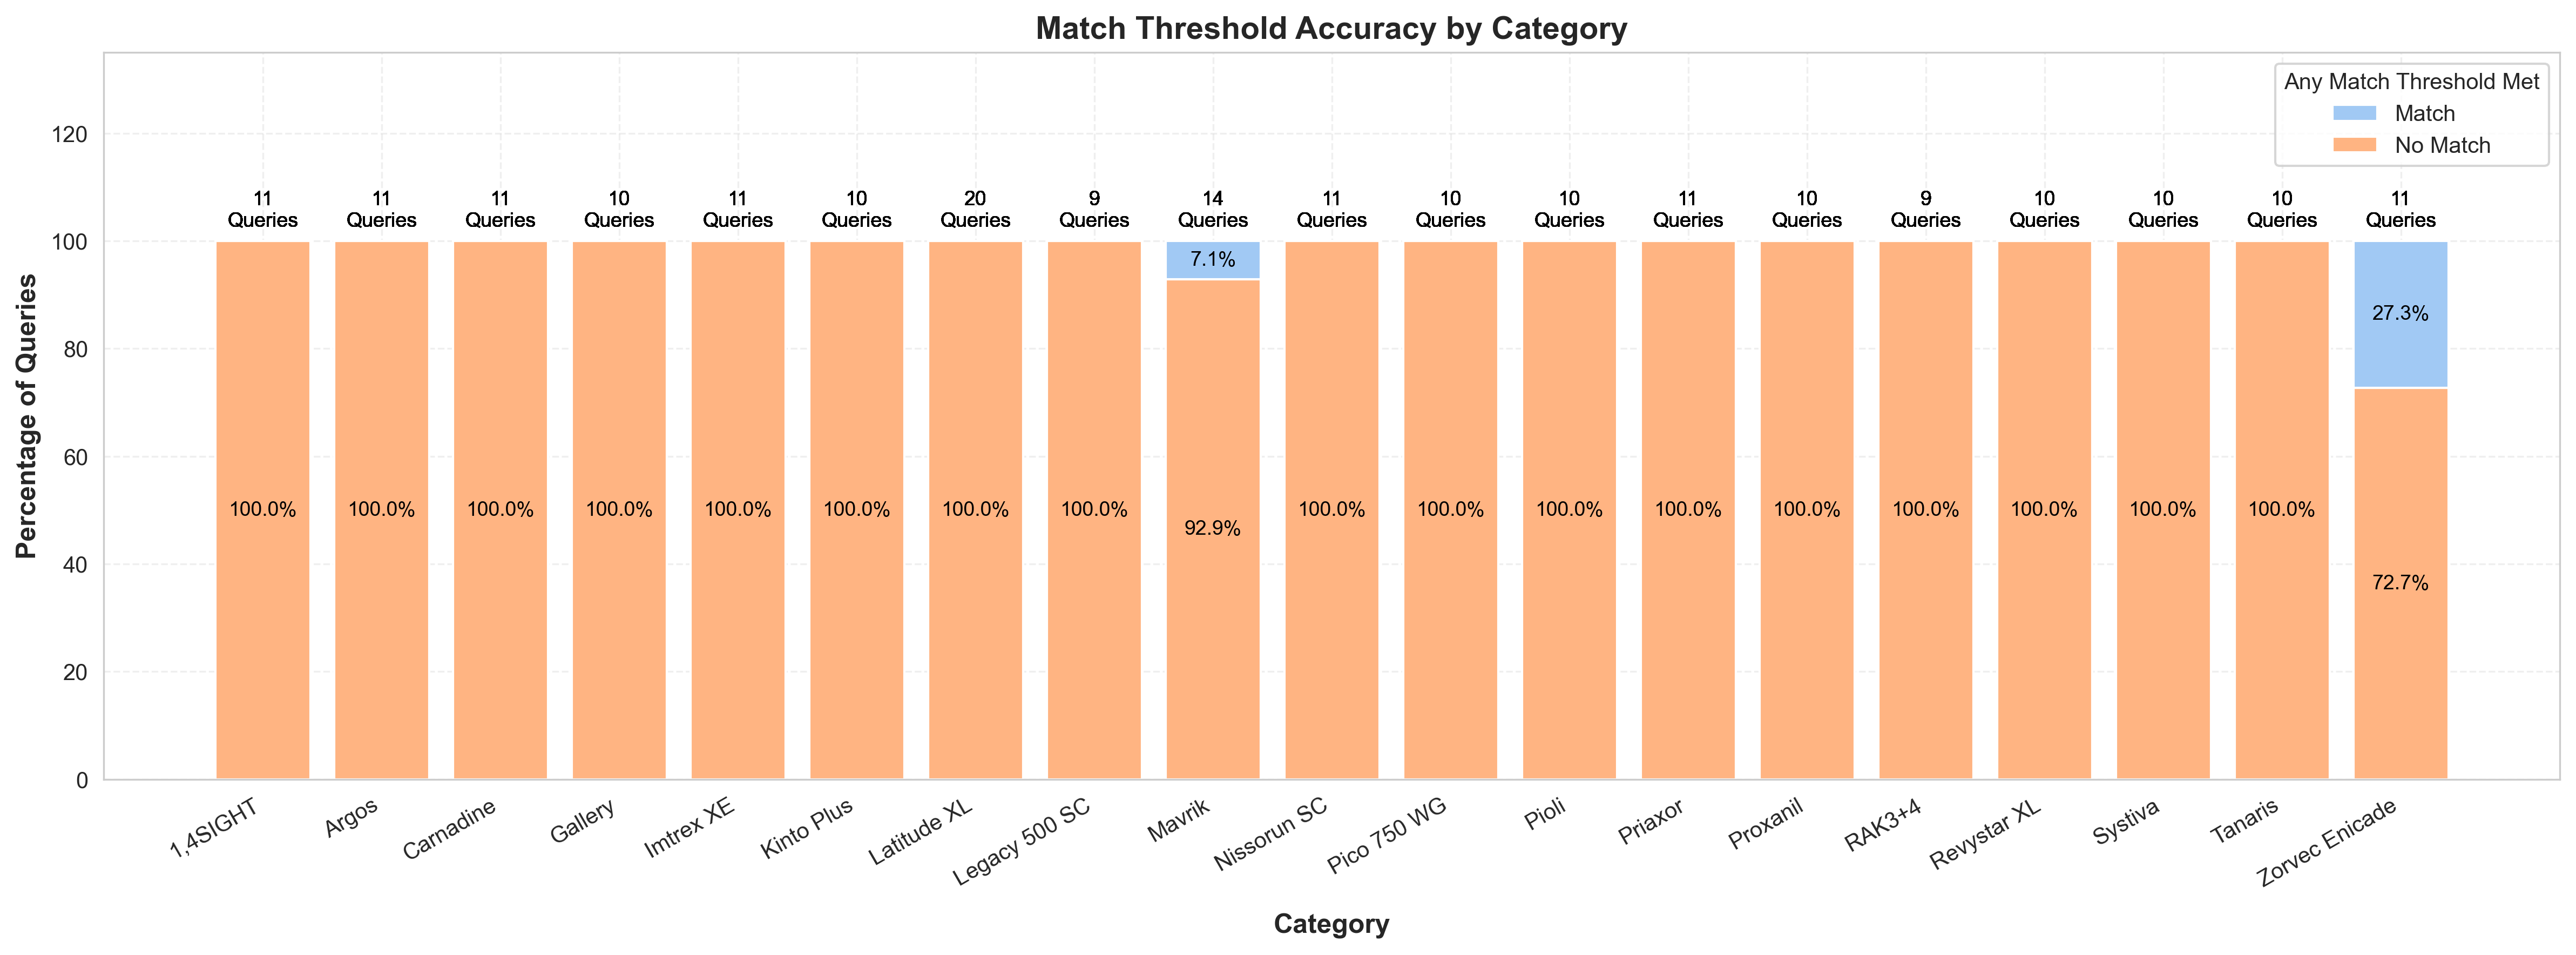 Match Threshold Accuracy by Category
Any Match Threshold Met
Match
No Match
Percentage of Queries
120
100
80
60
40
20
0
11
Queries
11
Queries
11
Queries
10
Queries
11
Queries
10
Queries
20
Queries
9
Queries
14
Queries
11
Queries
10
Queries
10
Queries
11
Queries
10
Queries
9
Queries
10
Queries
10
Queries
10
Queries
11
Queries
100.0%
100.0%
100.0%
100.0%
100.0%
100.0%
100.0%
100.0%
7.1%
92.9%
100.0%
100.0%
100.0%
100.0%
100.0%
100.0%
100.0%
100.0%
100.0%
27.3%
72.7%
1,4SIGHT
Argos
Carnadine
Gallery
Imtrex XE
Kinto Plus
Latitude XL
Legacy 500 SC
Mavrik
Nissorun SC
Pico 750 WG
Pioli
Priaxor
Proxanil
RAK3+4
Revystar XL
Systiva
Tanaris
Zorvec Enicade
Category